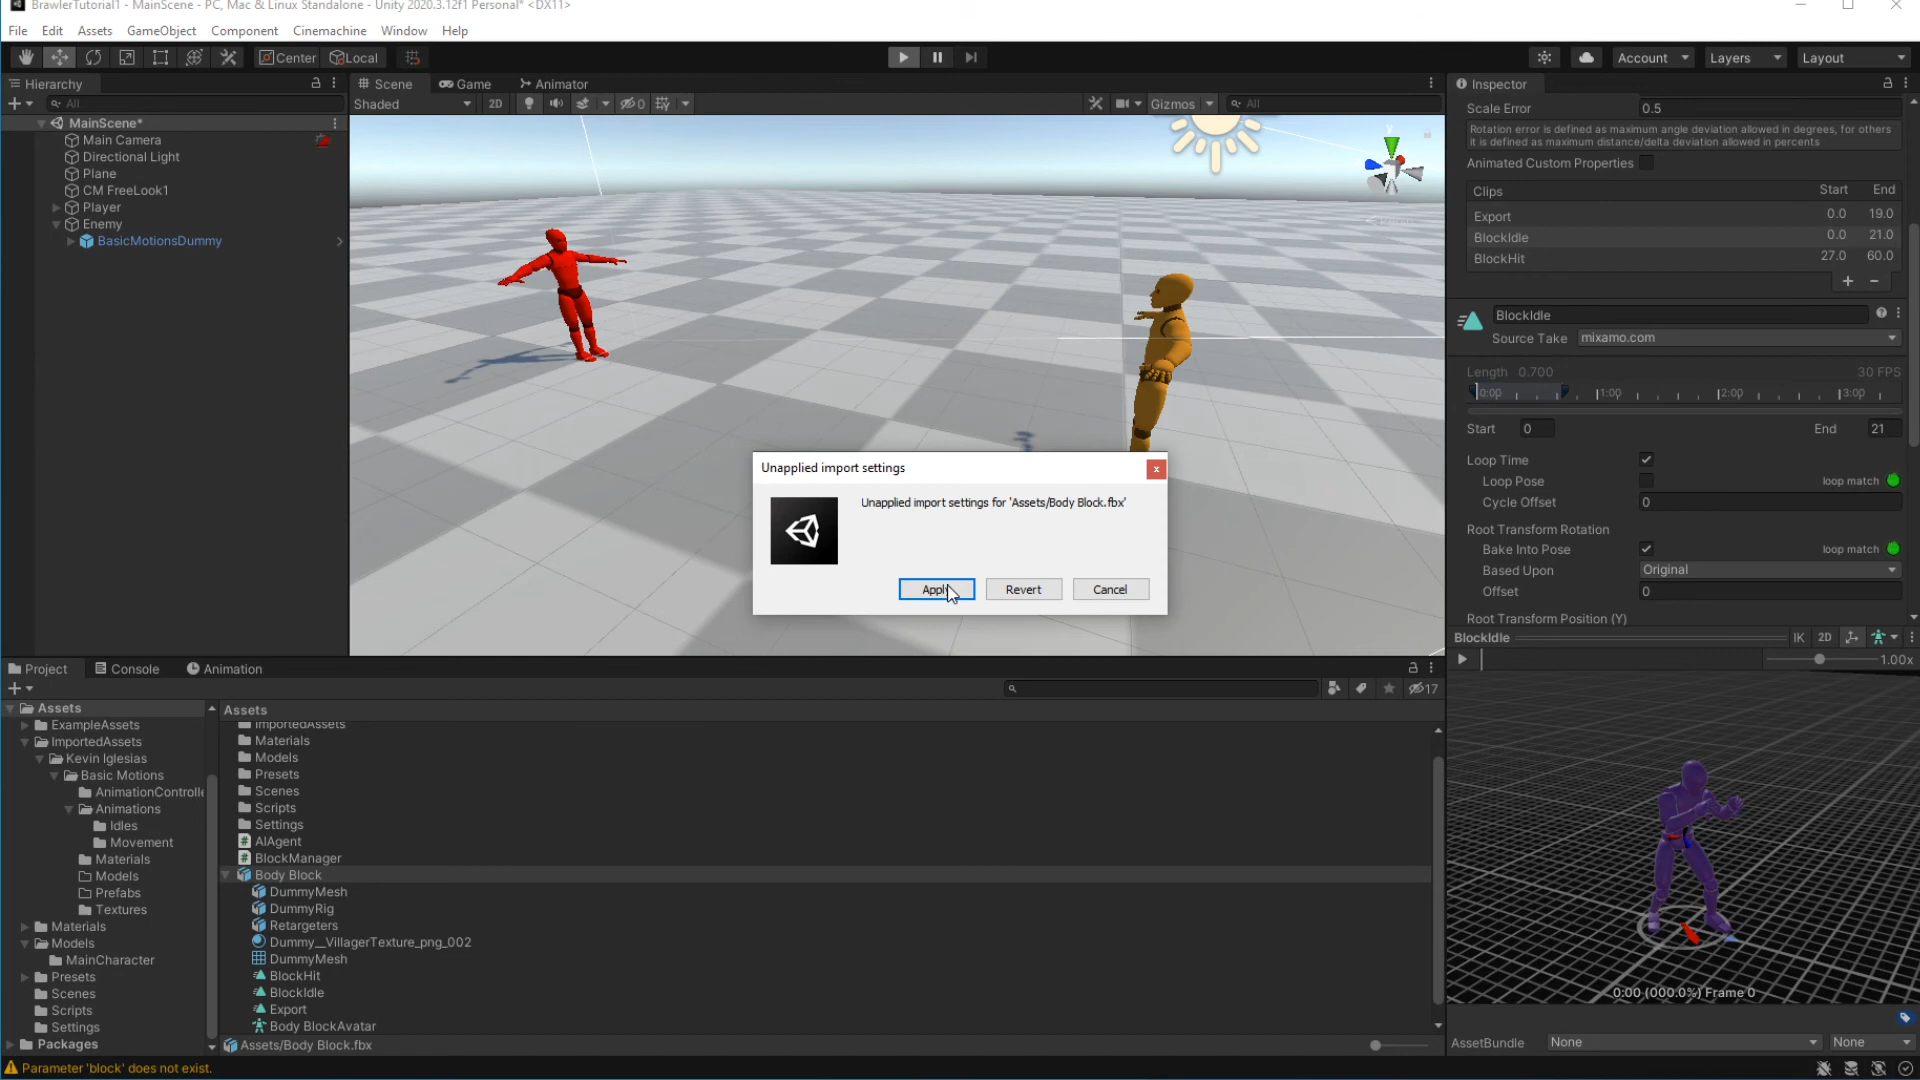 BrawlerTutorial1 - MainScene - PC, Mac & Linux Standalone - Unity 2020.3.12f1 Personal* <DX11>
File Edit Assets GameObject Component Cinemachine Window Help
Center Local Account Layers Layout
Hierarchy
All
MainScene*
Main Camera
Directional Light
Plane
CM FreeLook1
Player
Enemy
BasicMotionsDummy
Scene Game Animator
Shaded 2D 0 Gizmos All
y
Unapplied import settings
x
Unapplied import settings for 'Assets/Body Block.fbx'
Apply Revert Cancel
Inspector
Scale Error 0.5
Rotation error is defined as maximum angle deviation allowed in degrees, for others
it is defined as maximum distance/delta deviation allowed in percents
Animated Custom Properties
Clips Start End
Export 0.0 19.0
BlockIdle 0.0 21.0
BlockHit 27.0 60.0
+ -
BlockIdle
Source Take mixamo.com
Length 0.700 30 FPS
0:00 1:00 2:00 3:00
Start 0 End 21
Loop Time
Loop Pose loop match
Cycle Offset 0
Root Transform Rotation
Bake Into Pose loop match
Based Upon Original
Offset 0
Root Transform Position (Y)
BlockIdle IK 2D
1.00x
0:00 (000.0%) Frame 0
AssetBundle None None
Project Console Animation
17
Assets
ExampleAssets
ImportedAssets
Kevin Iglesias
Basic Motions
AnimationControlle
Animations
Idles
Movement
Materials
Models
Prefabs
Textures
Materials
Models
MainCharacter
Presets
Scenes
Scripts
Settings
Packages
Assets
ImportedAssets
Materials
Models
Presets
Scenes
Scripts
Settings
AIAgent
BlockManager
Body Block
DummyMesh
DummyRig
Retargeters
Dummy__VillagerTexture_png_002
DummyMesh
BlockHit
BlockIdle
Export
Body BlockAvatar
Assets/Body Block.fbx
Parameter 'block' does not exist.